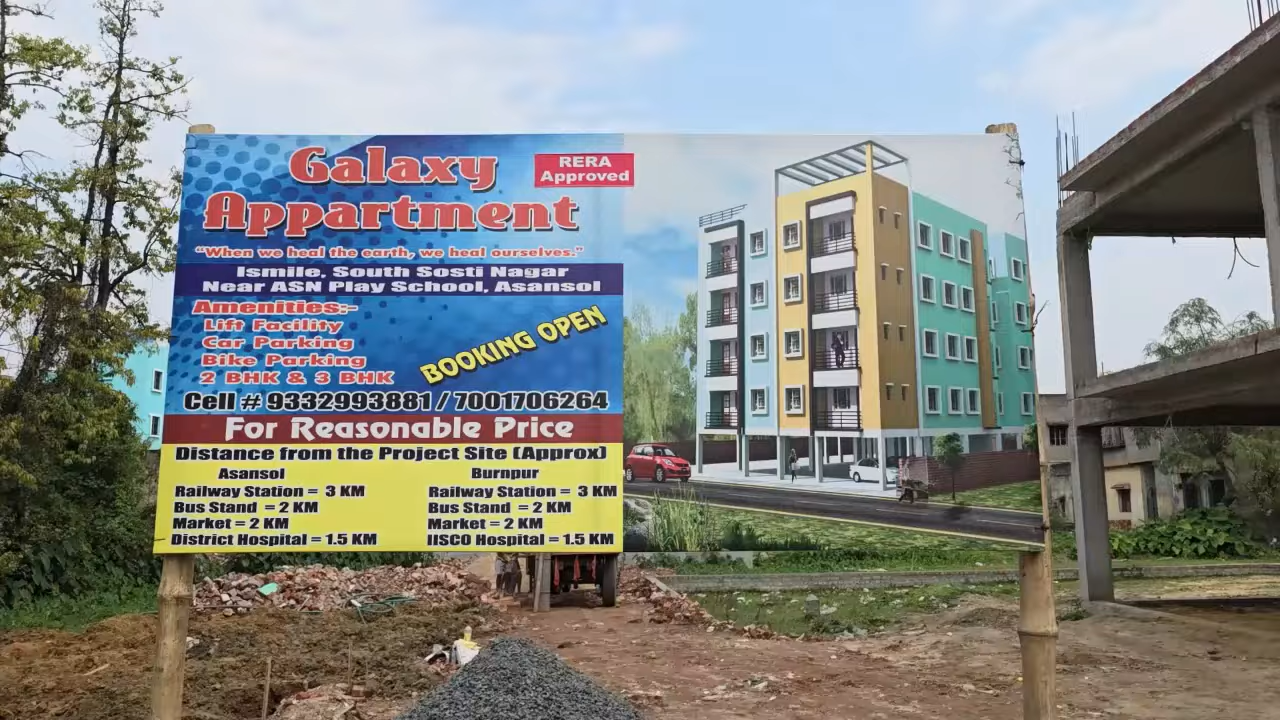 Galaxy
Appartment
RERA
Approved
"When we heal the earth, we heal ourselves."
Ismile, South Sosti Nagar
Near ASN Play School, Asansol
Amenities:-
Lift Facility
Car Parking
Bike Parking
2 BHK & 3 BHK
BOOKING OPEN
Cell # 9332993881 / 7001706264
For Reasonable Price
Distance from the Project Site (Approx)
Asansol
Railway Station = 3 KM
Bus Stand = 2 KM
Market = 2 KM
District Hospital = 1.5 KM
Burnpur
Railway Station = 3 KM
Bus Stand = 2 KM
Market = 2 KM
IISCO Hospital = 1.5 KM